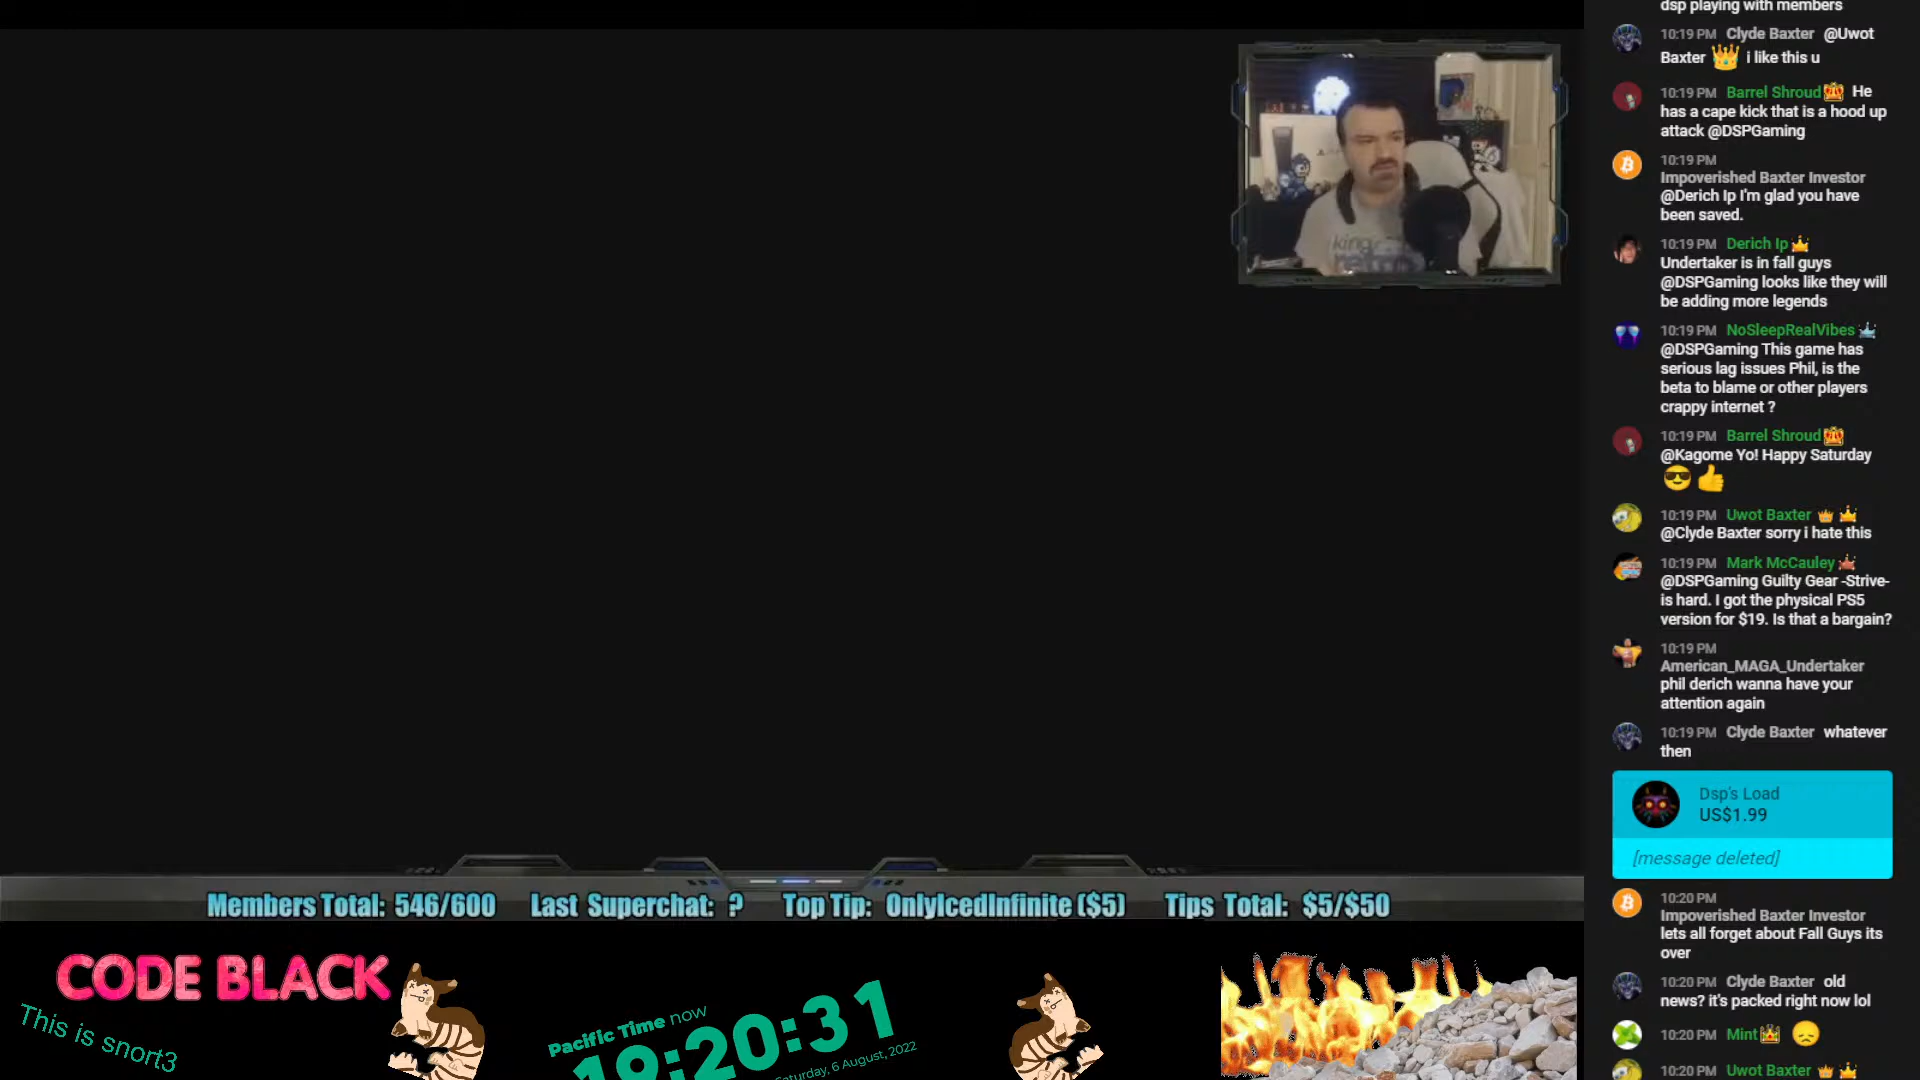 dsp playing with members
10:19 PM Clyde Baxter @Uwot
Baxter i like this u
10:19 PM Barrel Shroud He
has a cape kick that is a hood up
attack @DSPGaming
10:19 PM
Impoverished Baxter Investor
@Derich Ip I'm glad you have
been saved.
10:19 PM Derich Ip
Undertaker is in fall guys
@DSPGaming looks like they will
be adding more legends
10:19 PM NoSleepRealVibes
@DSPGaming This game has
serious lag issues Phil, is the
beta to blame or other players
crappy internet ?
10:19 PM Barrel Shroud
@Kagome Yo! Happy Saturday
10:19 PM Uwot Baxter
@Clyde Baxter sorry i hate this
10:19 PM Mark McCauley
@DSPGaming Guilty Gear -Strive-
is hard. I got the physical PS5
version for $19. Is that a bargain?
10:19 PM
American_MAGA_Undertaker
phil derich wanna have your
attention again
10:19 PM Clyde Baxter whatever
then
Dsp's Load
US$1.99
[message deleted]
10:20 PM
Impoverished Baxter Investor
lets all forget about Fall Guys its
over
10:20 PM Clyde Baxter old
news? it's packed right now lol
10:20 PM Mint
10:20 PM Uwot Baxter
king
retro
Members Total: 546/600 Last Superchat: ? Top Tip: OnlyIcedInfinite ($5) Tips Total: $5/$50
CODE BLACK
This is snort3
Pacific Time now
19:20:31
Saturday, 6 August, 2022